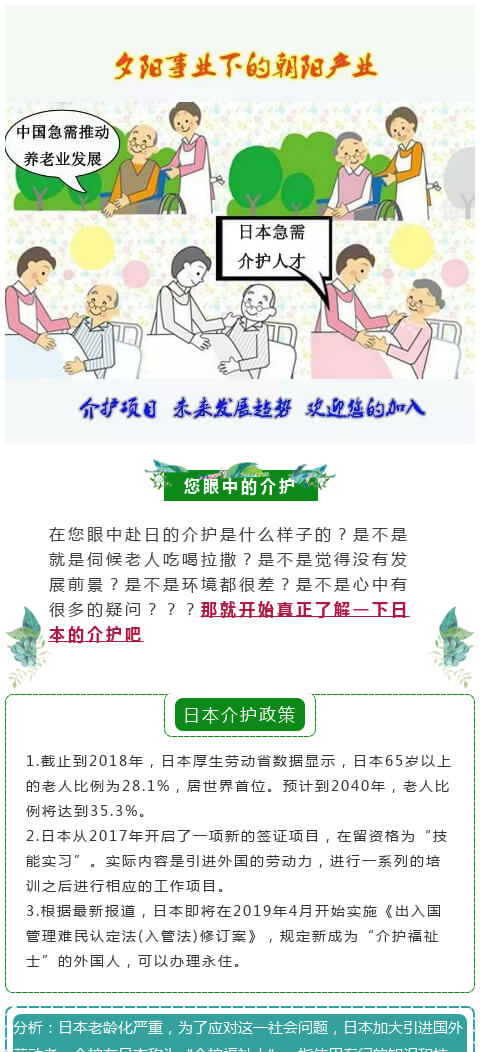 夕阳事业下的朝阳产业
中国急需推动
养老业发展
日本急需
介护人才
介护项目 未来发展趋势 欢迎您的加入
您眼中的介护
在您眼中赴日的介护是什么样子的？是不是
就是伺候老人吃喝拉撒？是不是觉得没有发
展前景？是不是环境都很差？是不是心中有
很多的疑问？？？那就开始真正了解一下日
本的介护吧
日本介护政策
1.截止到2018年，日本厚生劳动省数据显示，日本65岁以上
的老人比例为28.1%，居世界首位。预计到2040年，老人比
例将达到35.3%。
2.日本从2017年开启了一项新的签证项目，在留资格为“技
能实习”。实际内容是引进外国的劳动力，进行一系列的培
训之后进行相应的工作项目。
3.根据最新报道，日本即将在2019年4月开始实施《出入国
管理难民认定法(入管法)修订案》，规定新成为“介护福祉
士”的外国人，可以办理永住。
分析：日本老龄化严重，为了应对这一社会问题，日本加大引进国外